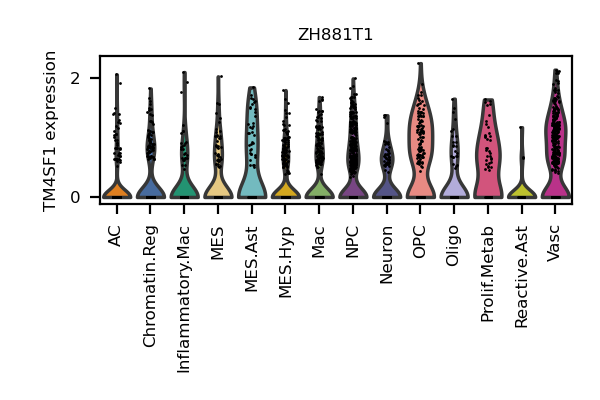 ZH881T1
TM4SF1 expression
2
0
AC
Chromatin.Reg
Inflammatory.Mac
MES
MES.Ast
MES.Hyp
Mac
NPC
Neuron
OPC
Oligo
Prolif.Metab
Reactive.Ast
Vasc